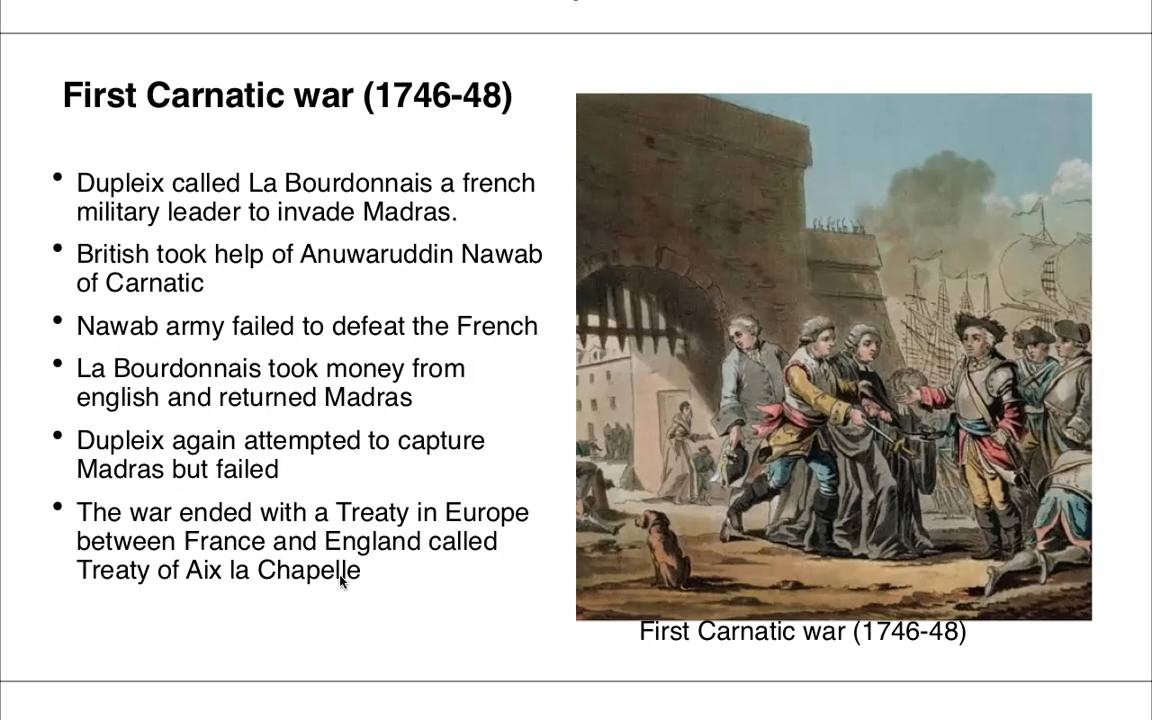 First Carnatic war (1746-48)
• Dupleix called La Bourdonnais a french
military leader to invade Madras.
• British took help of Anuwaruddin Nawab
of Carnatic
• Nawab army failed to defeat the French
• La Bourdonnais took money from
english and returned Madras
• Dupleix again attempted to capture
Madras but failed
• The war ended with a Treaty in Europe
between France and England called
Treaty of Aix la Chapelle
First Carnatic war (1746-48)